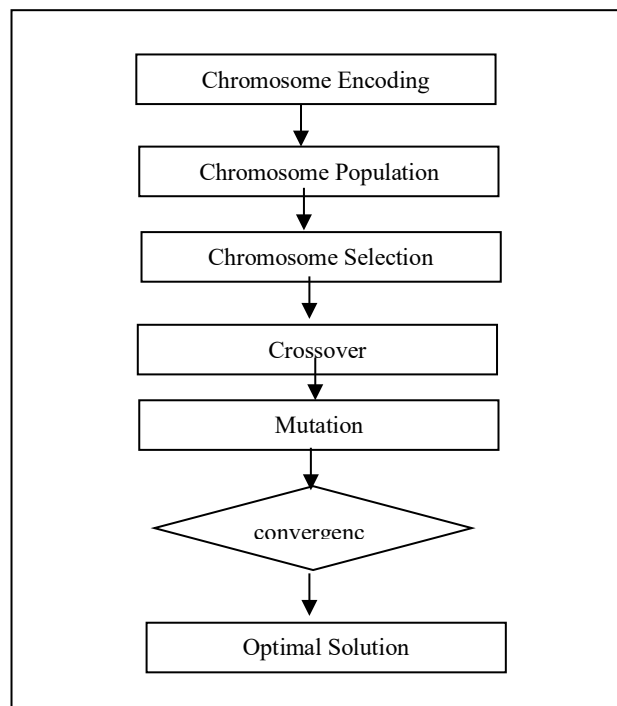 Chromosome Encoding
Chromosome Population
Chromosome Selection
Crossover
Mutation
convergenc
Optimal Solution